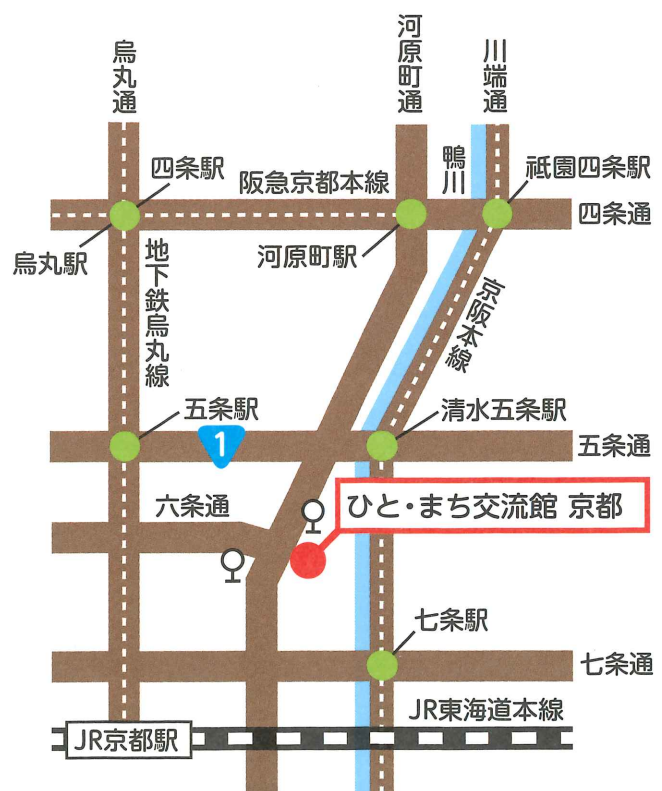 烏丸通
河原町通
川端通
四条駅
阪急京都本線
鴨川
祇園四条駅
四条通
烏丸駅
地下鉄烏丸線
河原町駅
京阪本線
五条駅
1
清水五条駅
五条通
六条通
ひと・まち交流館 京都
七条駅
七条通
JR東海道本線
JR京都駅